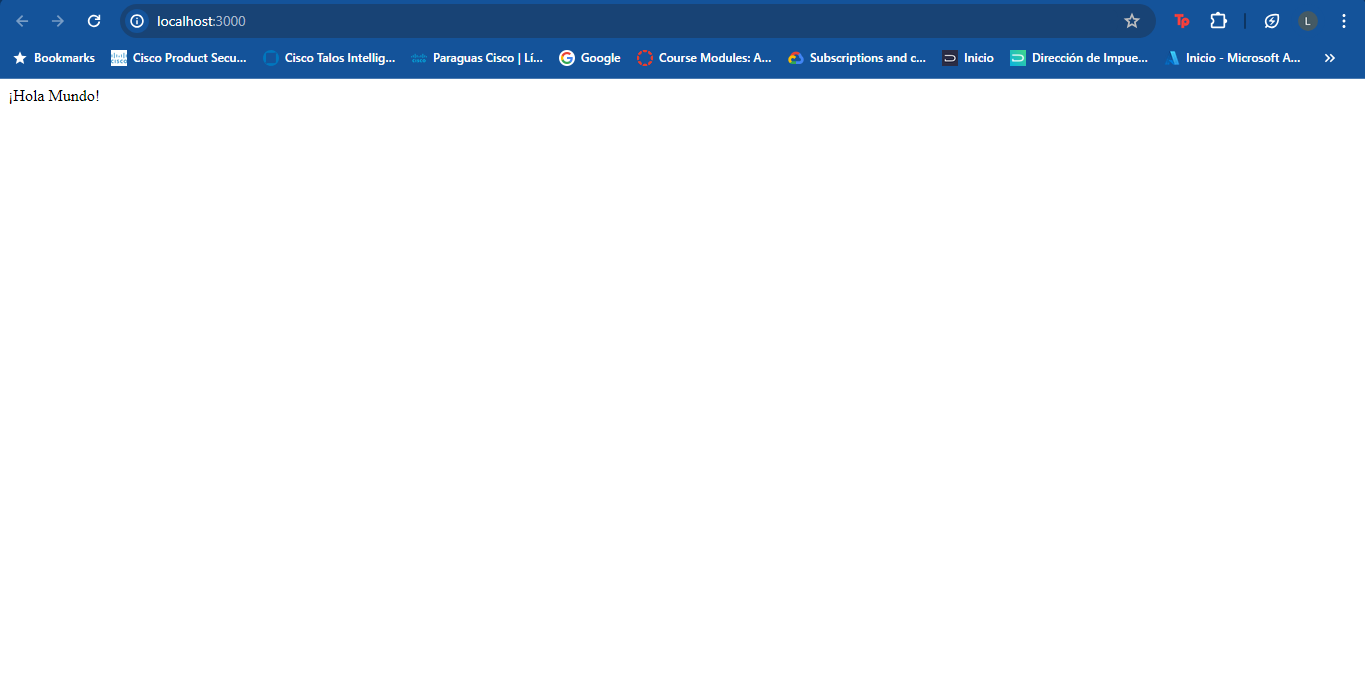 localhost:3000
Tp
L
Bookmarks
CISCO Cisco Product Secu...
Cisco Talos Intellig...
Paraguas Cisco | Lí...
Google
Course Modules: A...
Subscriptions and c...
Inicio
Dirección de Impue...
Inicio - Microsoft A...
¡Hola Mundo!